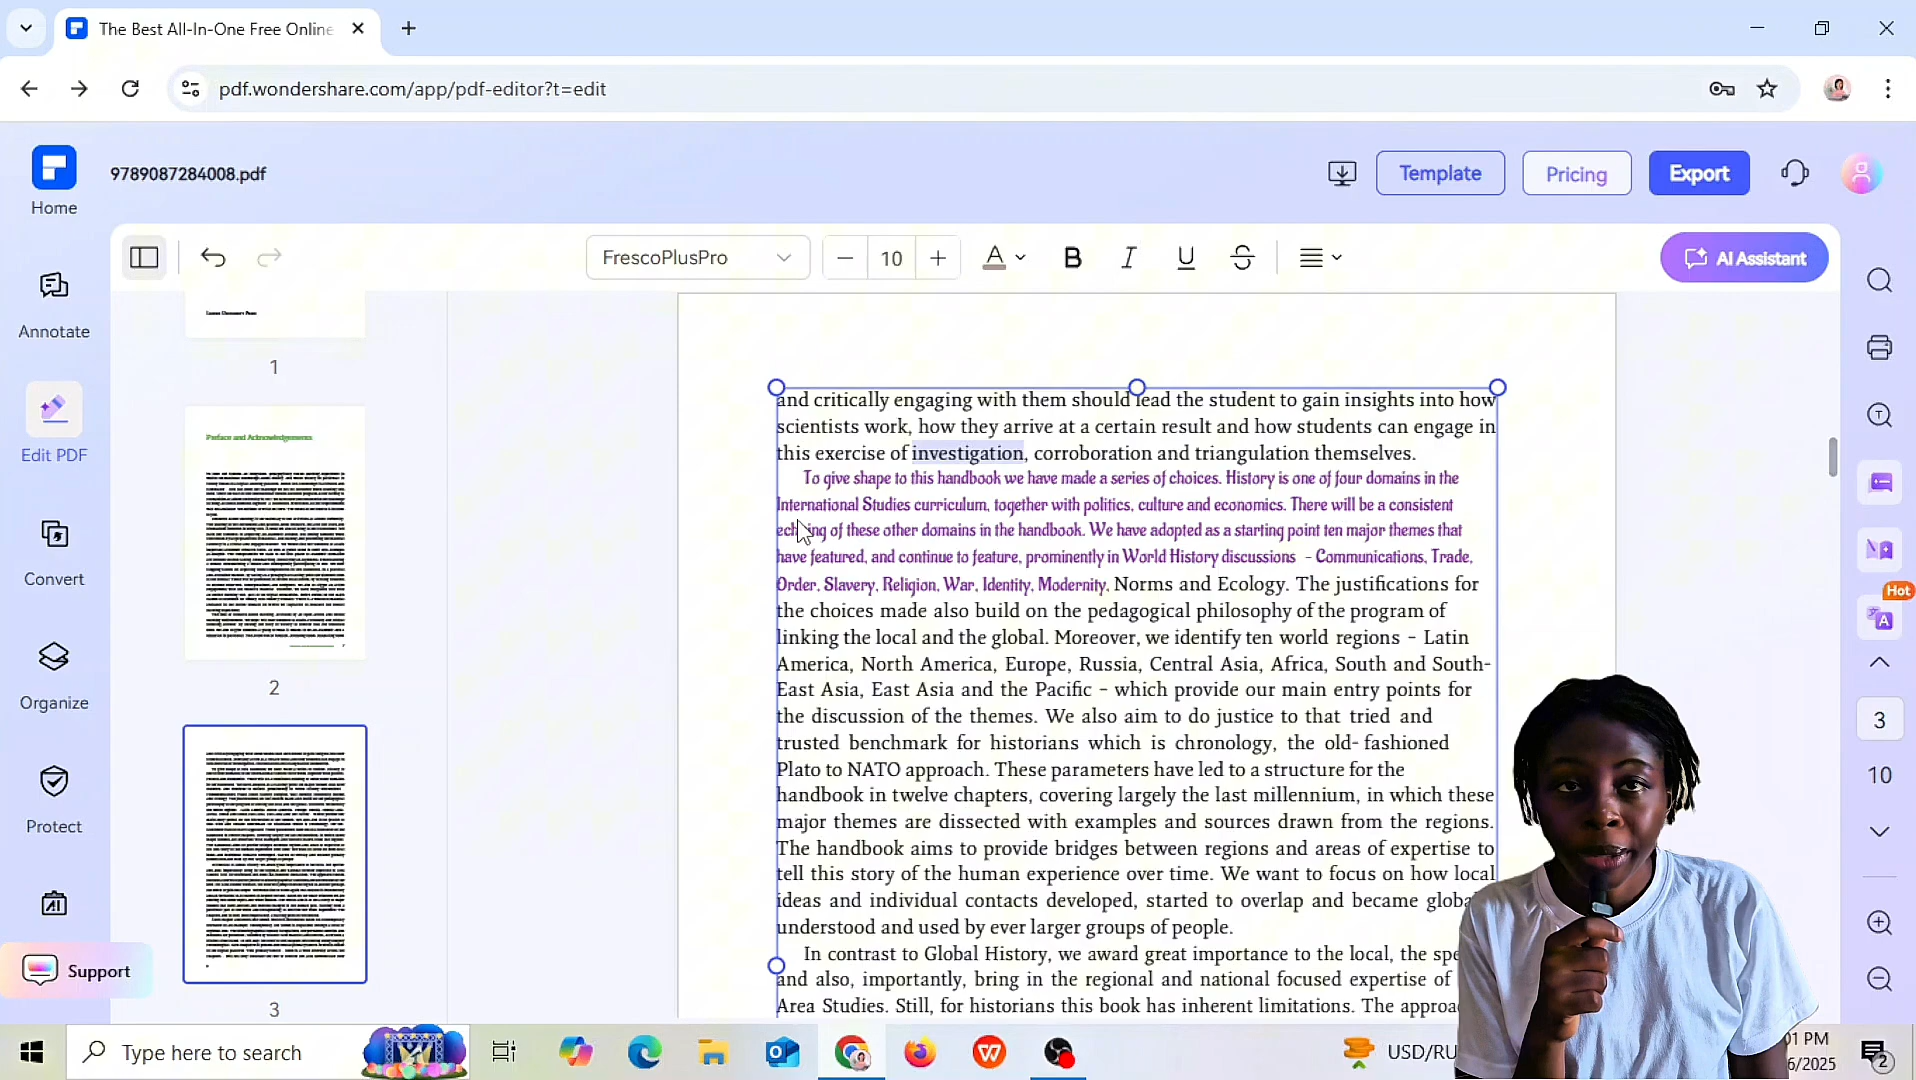 The Best All-In-One Free Online
pdf.wondershare.com/app/pdf-editor?t=edit
Home
9789087284008.pdf
Template
Pricing
Export
FrescoPlusPro
10
A
B
I
U
S
AI Assistant
Annotate
Edit PDF
Convert
Organize
Protect
AI
Support
1
Preface and Acknowledgements
2
3
and critically engaging with them should lead the student to gain insights into how
scientists work, how they arrive at a certain result and how students can engage in
this exercise of investigation, corroboration and triangulation themselves.
To give shape to this handbook we have made a series of choices. History is one of four domains in the
International Studies curriculum, together with politics, culture and economics. There will be a consistent
echoing of these other domains in the handbook. We have adopted as a starting point ten major themes that
have featured, and continue to feature, prominently in World History discussions - Communications, Trade,
Order, Slavery, Religion, War, Identity, Modernity, Norms and Ecology. The justifications for
the choices made also build on the pedagogical philosophy of the program of
linking the local and the global. Moreover, we identify ten world regions - Latin
America, North America, Europe, Russia, Central Asia, Africa, South and South-
East Asia, East Asia and the Pacific - which provide our main entry points for
the discussion of the themes. We also aim to do justice to that tried and
trusted benchmark for historians which is chronology, the old- fashioned
Plato to NATO approach. These parameters have led to a structure for the
handbook in twelve chapters, covering largely the last millennium, in which these
major themes are dissected with examples and sources drawn from the regions.
The handbook aims to provide bridges between regions and areas of expertise to
tell this story of the human experience over time. We want to focus on how local
ideas and individual contacts developed, started to overlap and became globa
understood and used by ever larger groups of people.
In contrast to Global History, we award great importance to the local, the spe
and also, importantly, bring in the regional and national focused expertise of
Area Studies. Still, for historians this book has inherent limitations. The approa
Hot
3
10
Type here to search
USD/RU
01 PM
6/2025
2